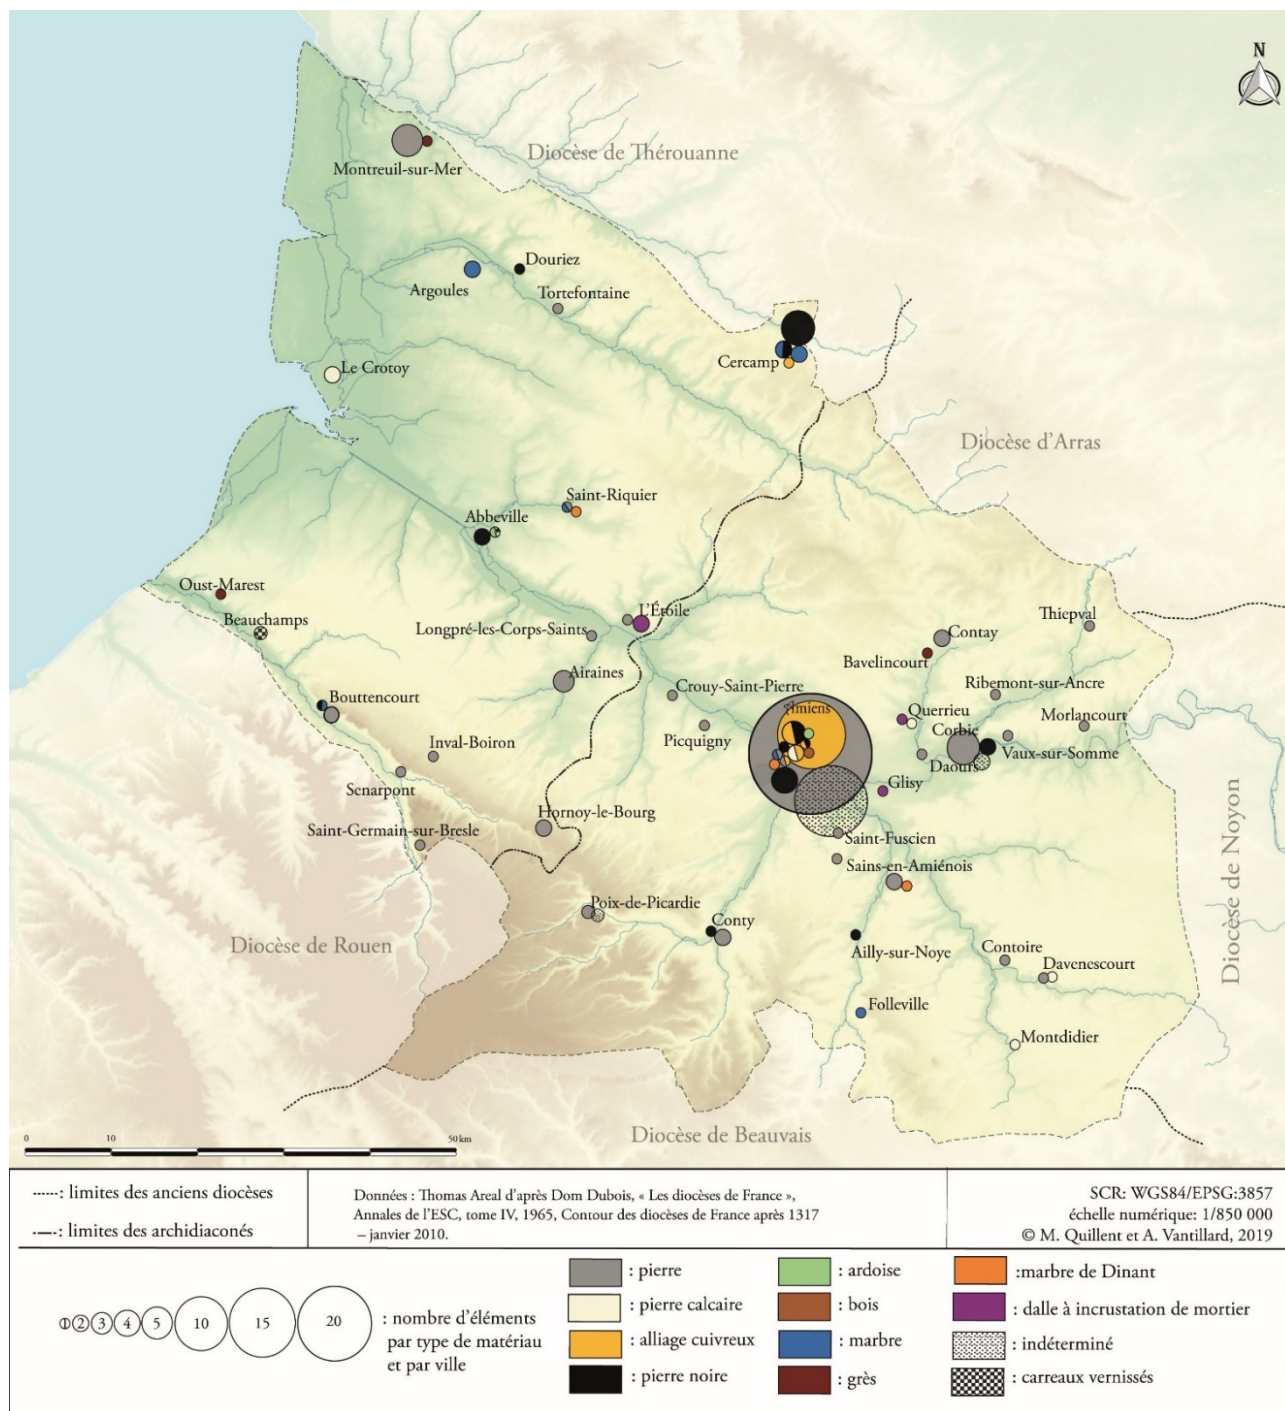 N
Diocèse de Thérouanne
Montreuil-sur-Mer
Douriez
Argoules
Tortefontaine
Cercamp
Le Crotoy
Diocèse d'Arras
Saint-Riquier
Abbeville
Oust-Marest
Beauchamps
L'Étoile
Longpré-les-Corps-Saints
Thiepval
Contay
Bavelincourt
Airaines
Crouy-Saint-Pierre
Ribemont-sur-Ancre
Bouttencourt
Amiens
Querrieu
Morlancourt
Corbie
Picquigny
Inval-Boiron
Vaux-sur-Somme
Daours
Senarpont
Glisy
Hornoy-le-Bourg
Saint-Germain-sur-Bresle
Saint-Fuscien
Sains-en-Amiénois
Diocèse de Noyon
Poix-de-Picardie
Conty
Diocèse de Rouen
Ailly-sur-Noye
Contoire
Davenescourt
Folleville
Montdidier
Diocèse de Beauvais
0 10 50 km
: limites des anciens diocèses
: limites des archidiaconés
Données : Thomas Areal d'après Dom Dubois, « Les diocèses de France »,
Annales de l'ESC, tome IV, 1965, Contour des diocèses de France après 1317
– janvier 2010.
SCR: WGS84/EPSG:3857
échelle numérique: 1/850 000
© M. Quillent et A. Vantillard, 2019
1 2 3 4 5 10 15 20
: nombre d'éléments
par type de matériau
et par ville
: pierre
: pierre calcaire
: alliage cuivreux
: pierre noire
: ardoise
: bois
: marbre
: grès
:marbre de Dinant
: dalle à incrustation de mortier
: indéterminé
: carreaux vernissés